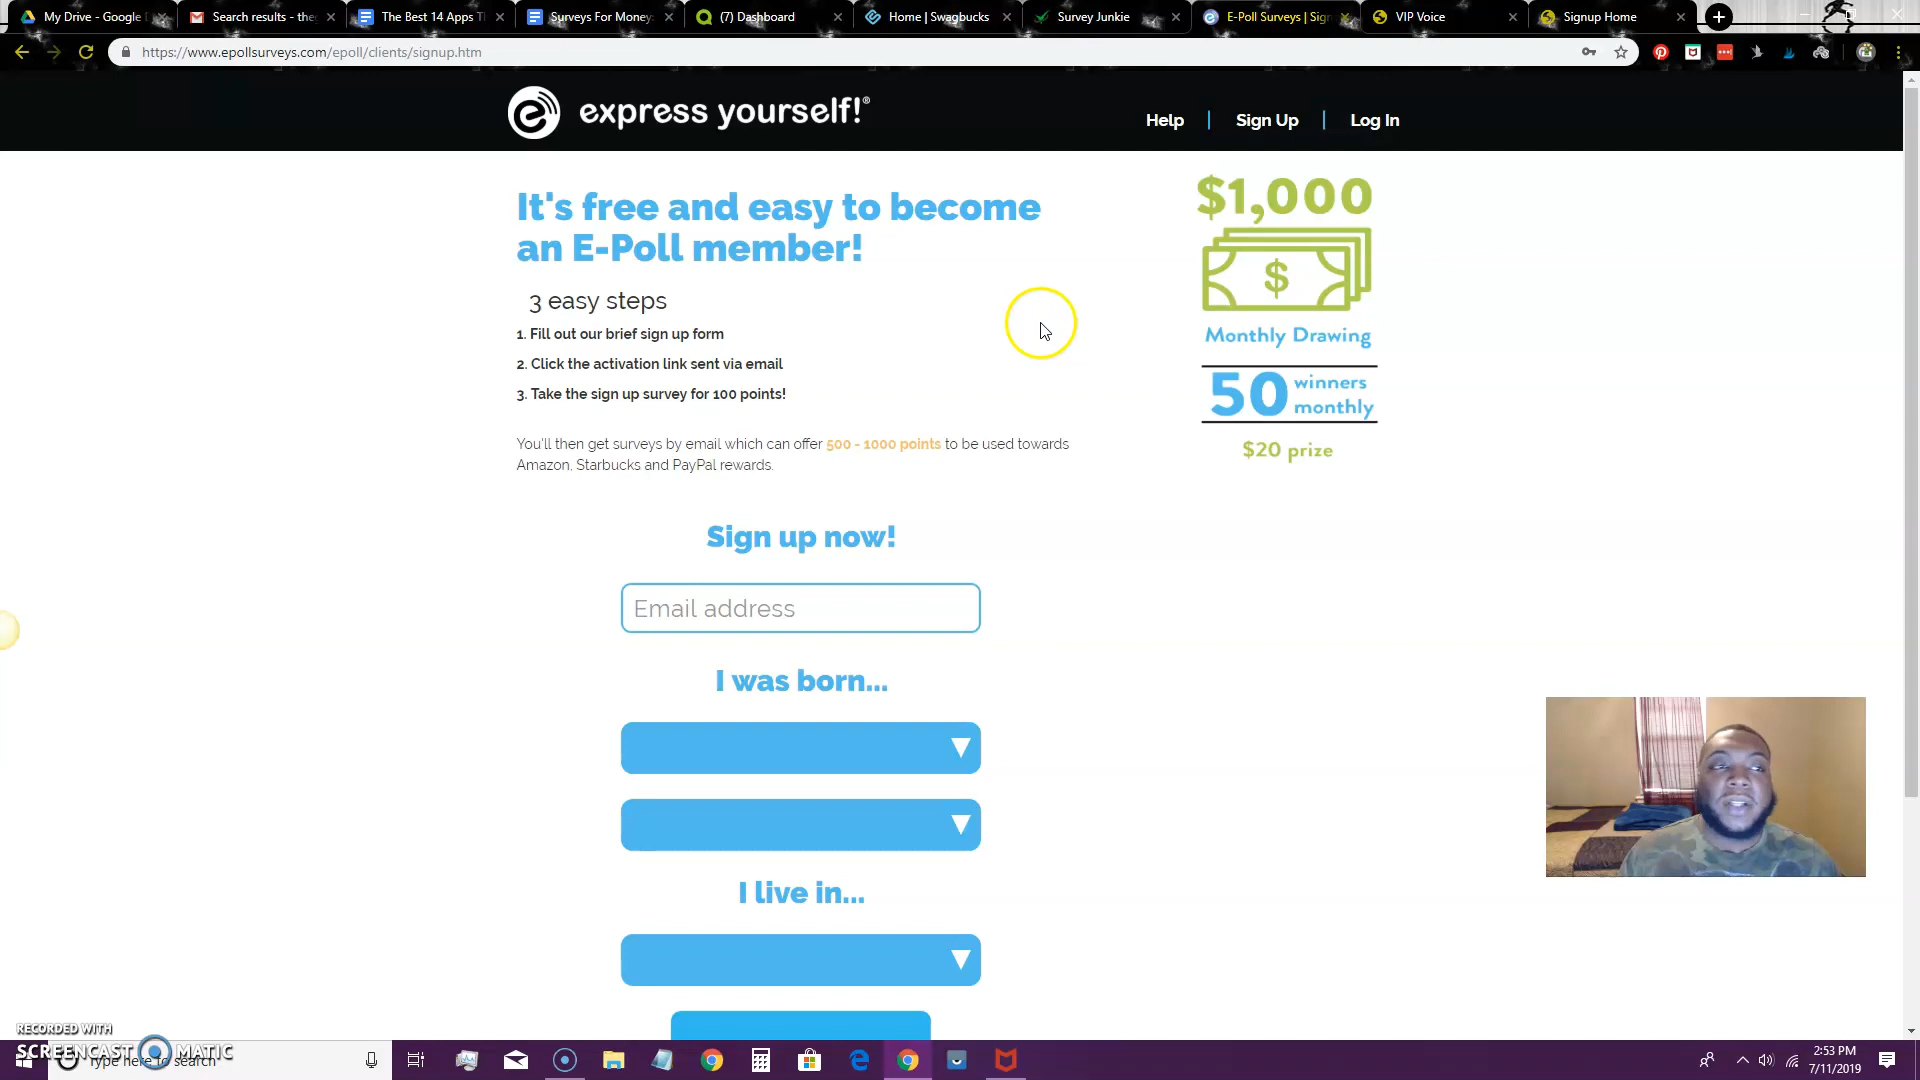 My Drive - Google
Search results - the
The Best 14 Apps T
Surveys For Money
(7) Dashboard
Home | Swagbucks
Survey Junkie
E-Poll Surveys | Sig
VIP Voice
Signup Home
https://www.epollsurveys.com/epoll/clients/signup.htm
express yourself!®
Help
Sign Up
Log In
It's free and easy to become
an E-Poll member!
3 easy steps
1. Fill out our brief sign up form
2. Click the activation link sent via email
3. Take the sign up survey for 100 points!
You'll then get surveys by email which can offer 500 - 1000 points to be used towards
Amazon, Starbucks and PayPal rewards.
$1,000
$
Monthly Drawing
50 winners
monthly
$20 prize
Sign up now!
Email address
I was born...
I live in...
RECORDED WITH
SCREENCAST MATIC
Type here to search
2:53 PM
7/11/2019